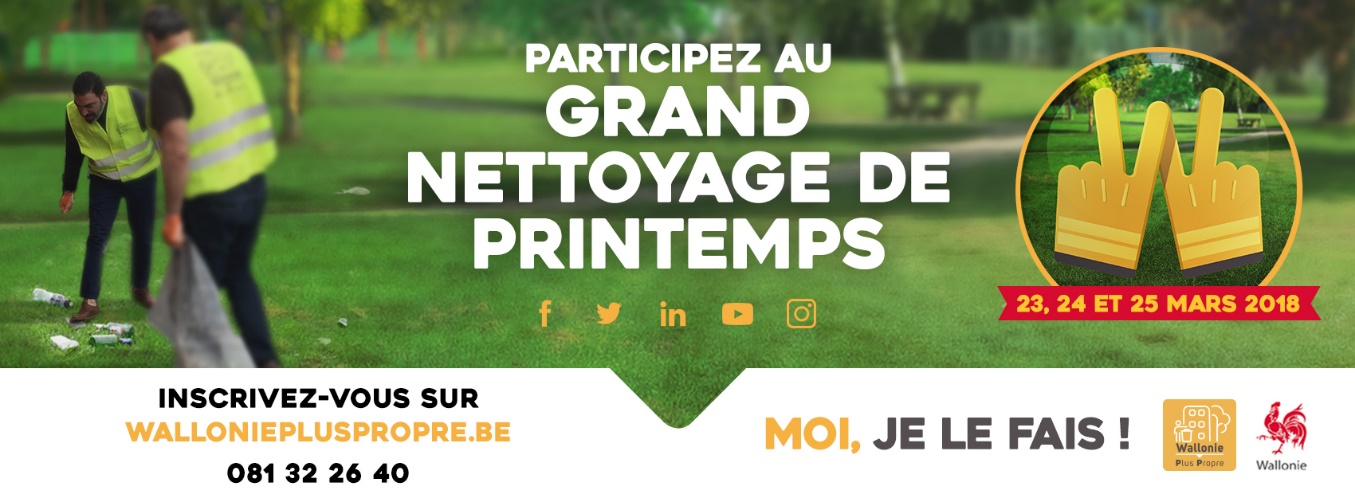 PARTICIPEZ AU
GRAND
NETTOYAGE DE
PRINTEMPS
23, 24 ET 25 MARS 2018
INSCRIVEZ-VOUS SUR
WALLONIEPLUSPROPRE.BE
081 32 26 40
MOI, JE LE FAIS !
Wallonie
Plus Propre
Wallonie